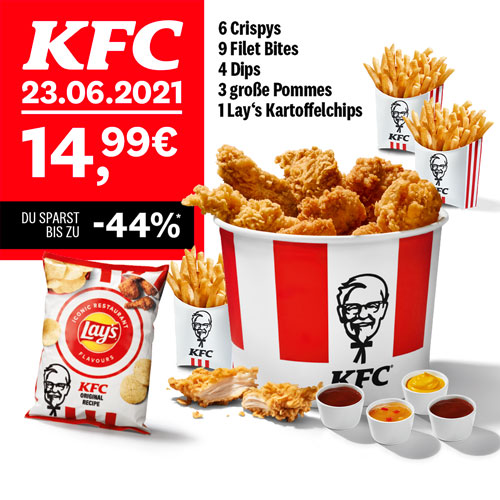 KFC
23.06.2021
14,99€
DU SPARST
BIS ZU
-44%*
6 Crispys
9 Filet Bites
4 Dips
3 große Pommes
1 Lay‘s Kartoffelchips
KFC
KFC
KFC
KFC
ICONIC RESTAURANT
Lay's
FLAVOURS
KFC
ORIGINAL
RECIPE